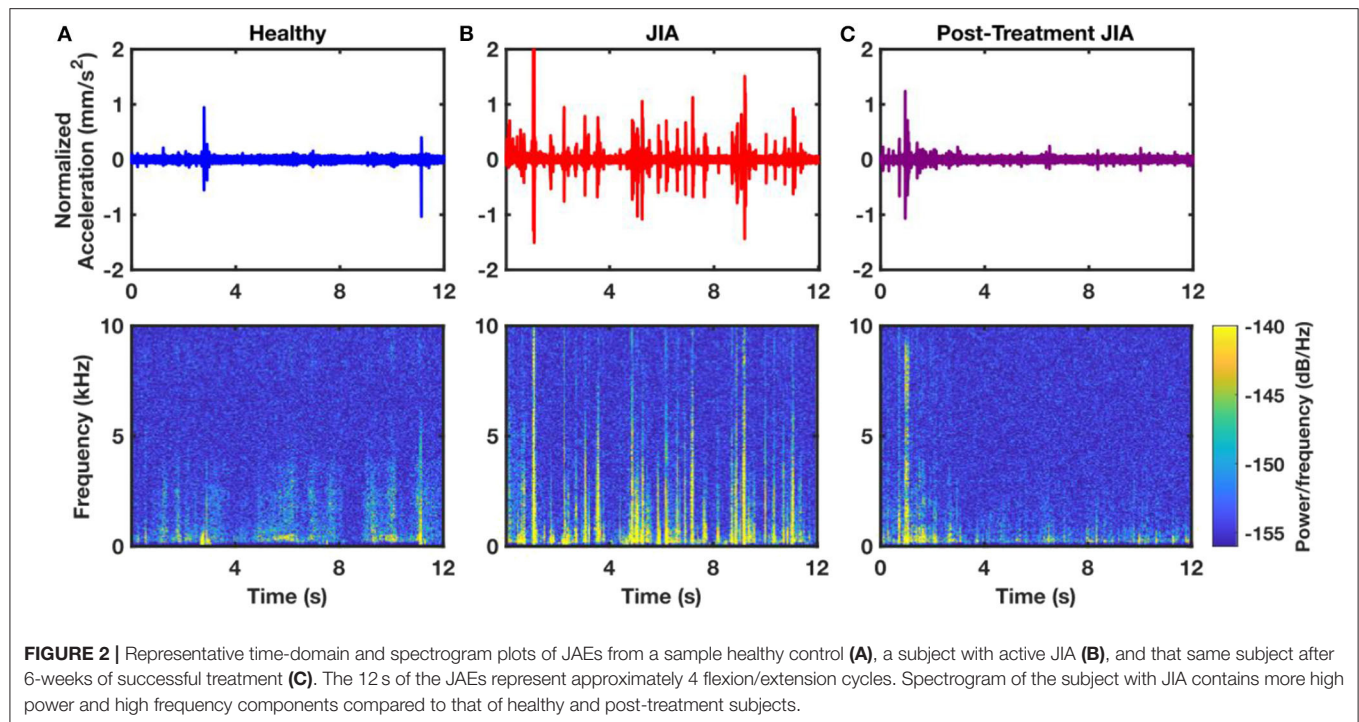 A Healthy B JIA C Post-Treatment JIA
2 2 2
1 1 1
0 0 0
-1 -1 -1
-2 -2 -2
Normalized
Acceleration (mm/s²)
0 4 8 12 0 4 8 12 0 4 8 12
10 10 10
5 5 5
0 0 0
Frequency (kHz)
0 4 8 12 0 4 8 12 0 4 8 12
Time (s) Time (s) Time (s)
-140
-145
-150
-155
Power/frequency (dB/Hz)
FIGURE 2 | Representative time-domain and spectrogram plots of JAEs from a sample healthy control (A), a subject with active JIA (B), and that same subject after
6-weeks of successful treatment (C). The 12 s of the JAEs represent approximately 4 flexion/extension cycles. Spectrogram of the subject with JIA contains more high
power and high frequency components compared to that of healthy and post-treatment subjects.